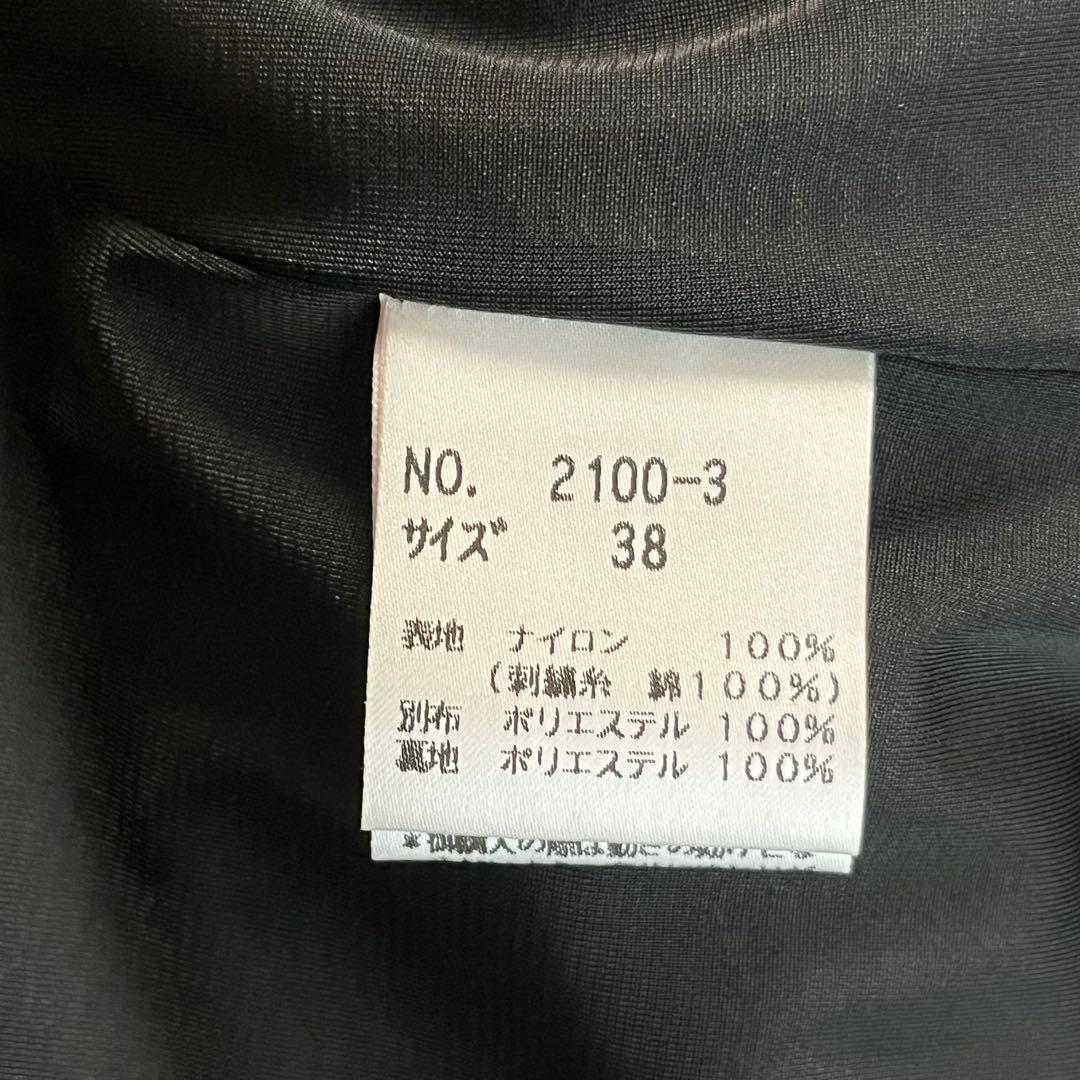 NO. 2100-3
サイズ 38
表地 ナイロン 100%
(刺繍糸 綿100%)
別布 ポリエステル 100%
裏地 ポリエステル 100%